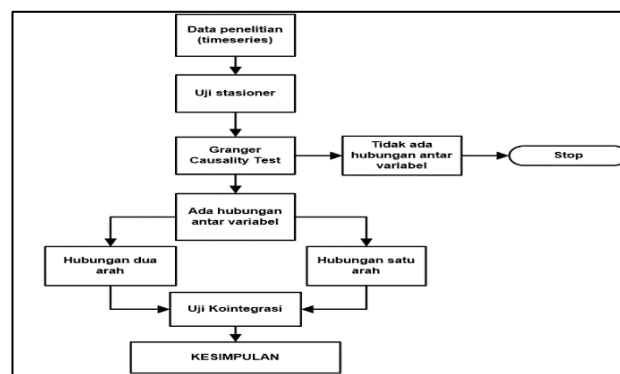 Data penelitian
(timeseries)
Uji stasioner
Granger
Causality Test
Tidak ada
hubungan antar
variabel
Stop
Ada hubungan
antar variabel
Hubungan dua
arah
Hubungan satu
arah
Uji Kointegrasi
KESIMPULAN